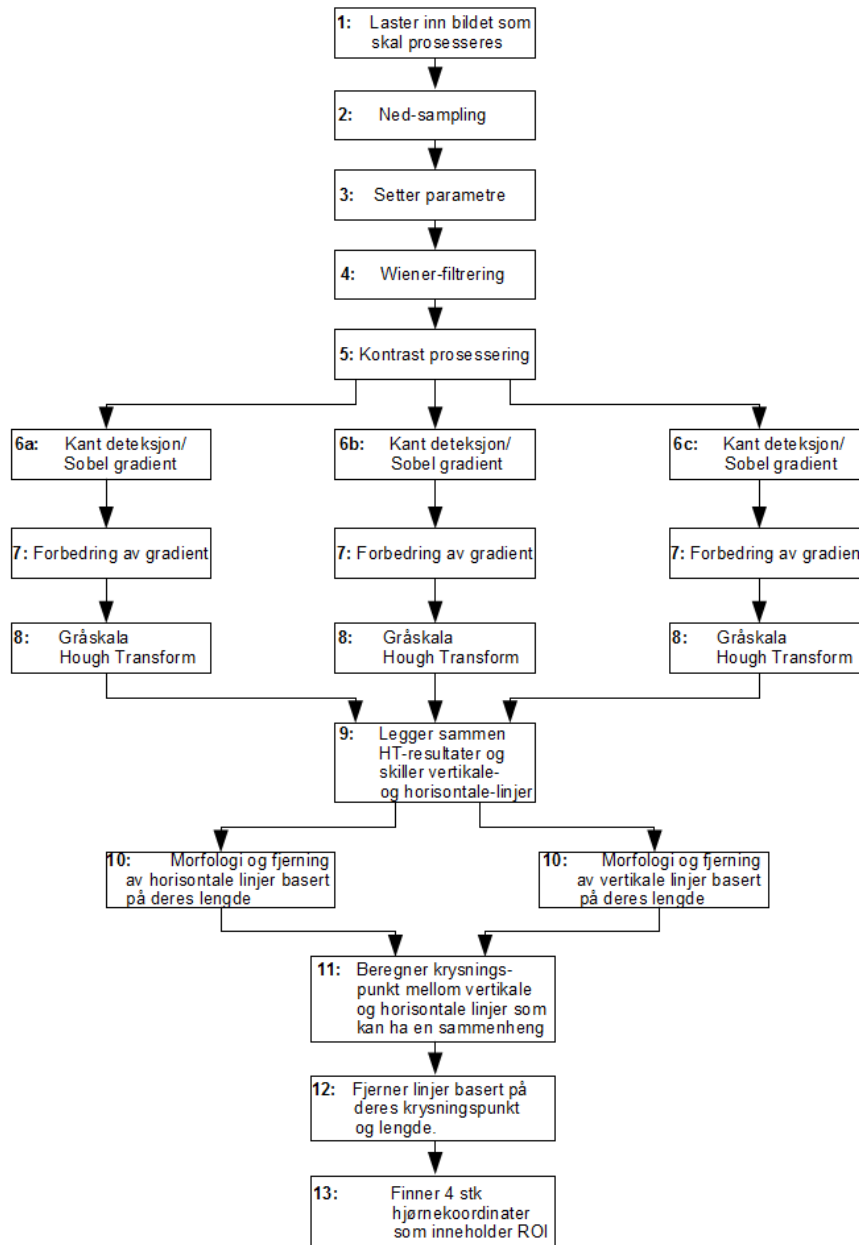 1: Laster inn bildet som
skal prosesseres
2: Ned-sampling
3: Setter parametre
4: Wiener-filtrering
5: Kontrast prosessering
6a: Kant deteksjon/
Sobel gradient
6b: Kant deteksjon/
Sobel gradient
6c: Kant deteksjon/
Sobel gradient
7: Forbedring av gradient
7: Forbedring av gradient
7: Forbedring av gradien
8: Gråskala
Hough Transform
8: Gråskala
Hough Transform
8: Gråskala
Hough Transform
9: Legger sammen
HT-resultater og
skiller vertikale-
og horisontale-linjer
10: Morfologi og fjerning
av horisontale linjer basert
på deres lengde
10: Morfologi og fjerning
av vertikale linjer basert
på deres lengde
11: Beregner krysnings-
punkt mellom vertikale
og horisontale linjer som
kan ha en sammenheng
12: Fjerner linjer basert på
deres krysningspunkt
og lengde.
13: Finner 4 stk
hjørnekoordinater
som inneholder ROI